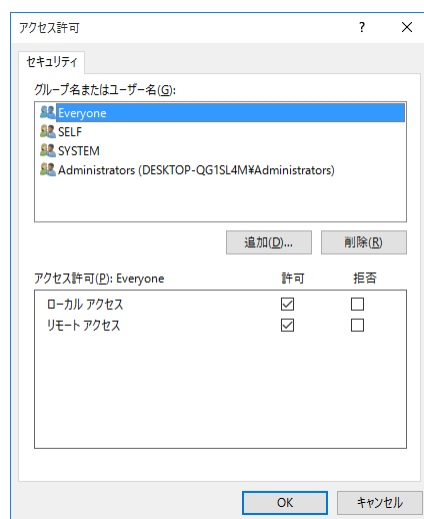 アクセス許可 ?
セキュリティ
グループ名またはユーザー名(G):
Everyone
SELF
SYSTEM
Administrators (DESKTOP-QG1SL4M¥Administrators)
追加(D)... 削除(R)
アクセス許可(P): Everyone 許可 拒否
ローカル アクセス
リモート アクセス
OK キャンセル